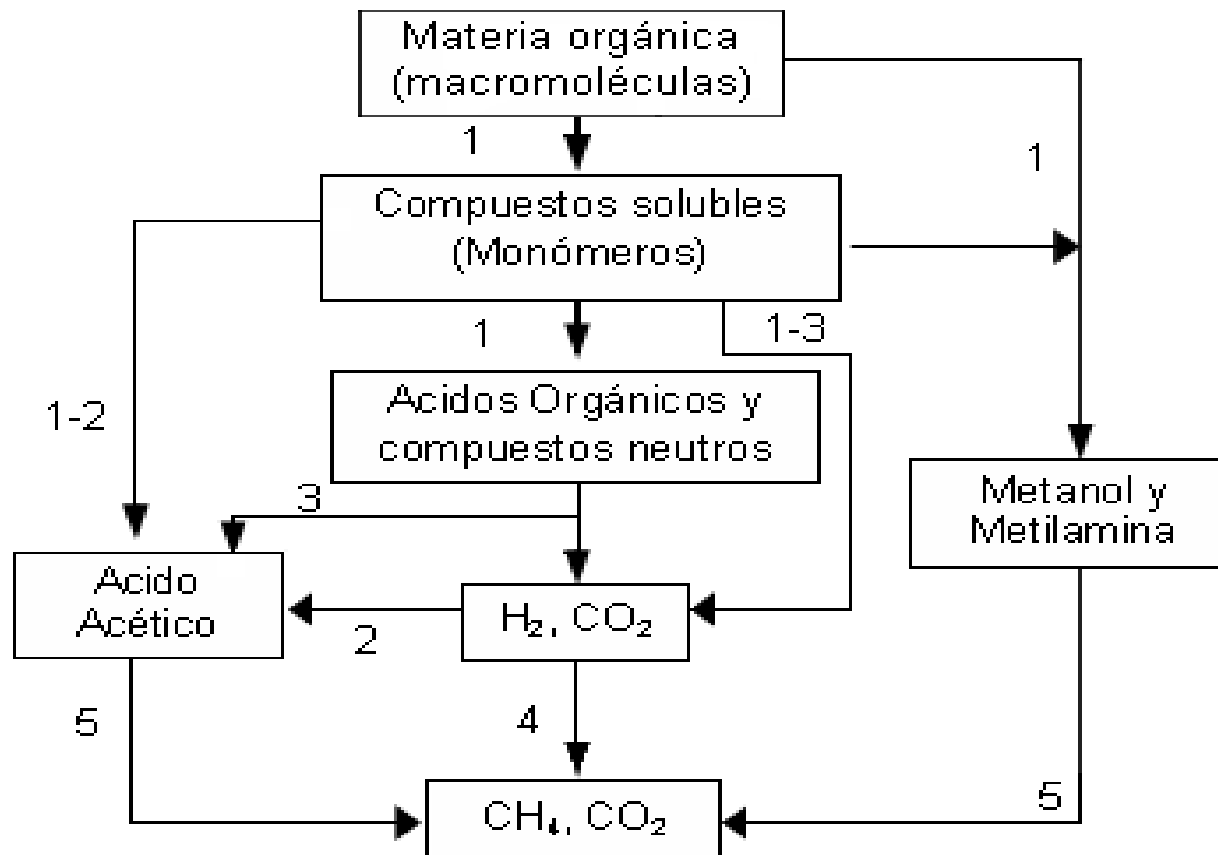 Materia orgánica
(macromoléculas)
1
1
Compuestos solubles
(Monómeros)
1
1-3
1-2
Acidos Orgánicos y
compuestos neutros
3
Metanol y
Metilamina
Acido
Acético
2
H₂, CO₂
5
4
5
CH₄, CO₂